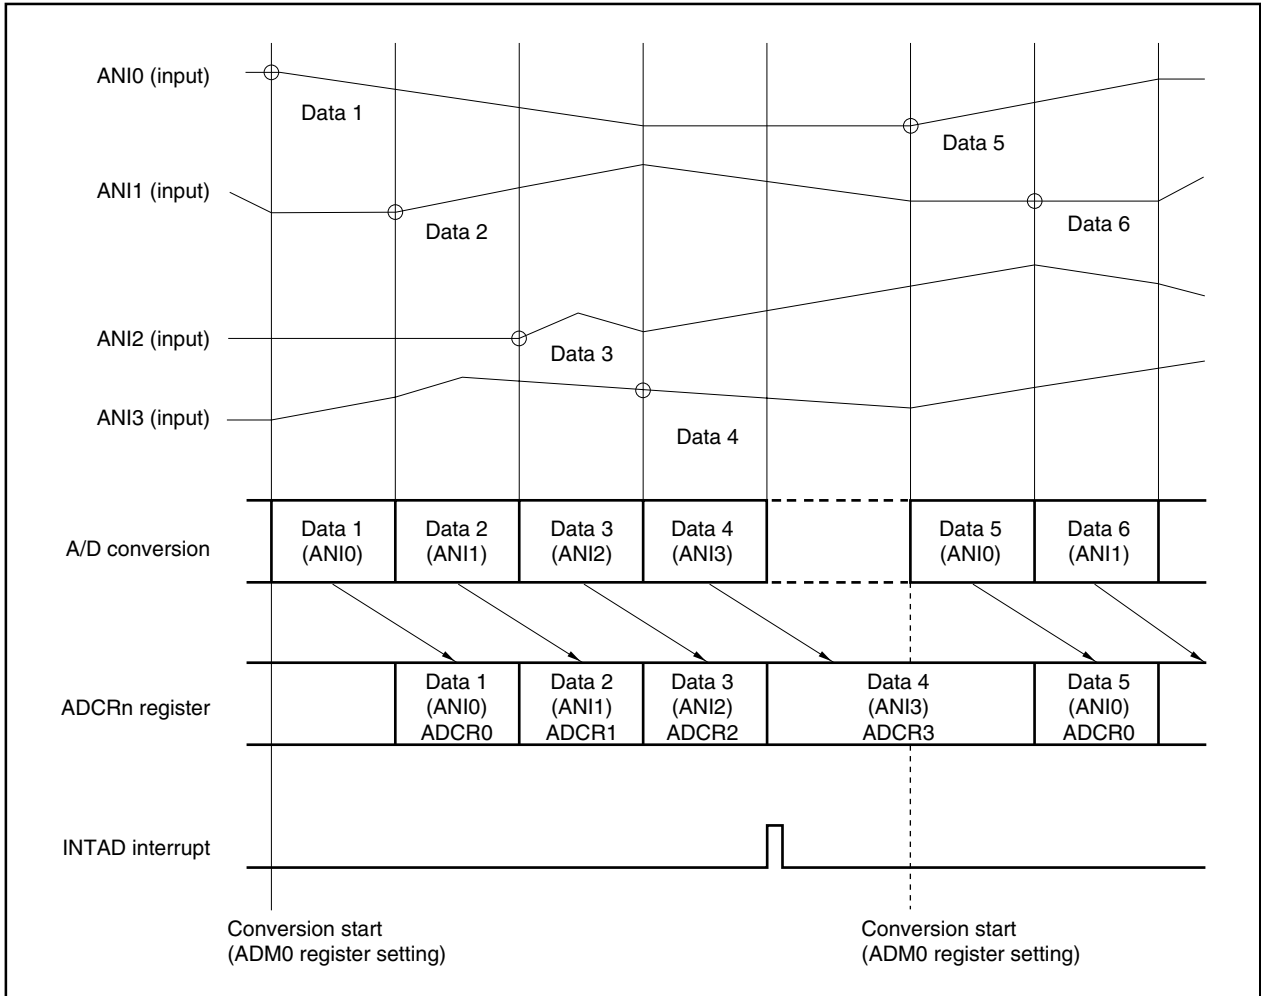 ANI0 (input)
Data 1
Data 5
ANI1 (input)
Data 2
Data 6
ANI2 (input)
Data 3
ANI3 (input)
Data 4
A/D conversion
Data 1
(ANI0)
Data 2
(ANI1)
Data 3
(ANI2)
Data 4
(ANI3)
Data 5
(ANI0)
Data 6
(ANI1)
ADCRn register
Data 1
(ANI0)
ADCR0
Data 2
(ANI1)
ADCR1
Data 3
(ANI2)
ADCR2
Data 4
(ANI3)
ADCR3
Data 5
(ANI0)
ADCR0
INTAD interrupt
Conversion start
(ADM0 register setting)
Conversion start
(ADM0 register setting)